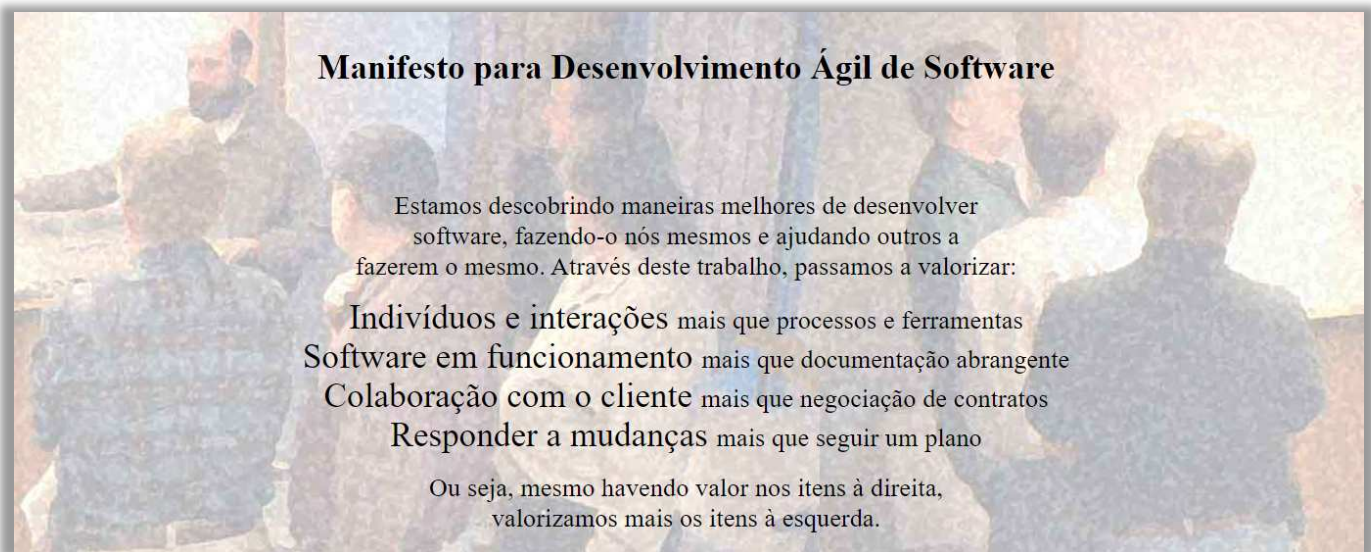 Manifesto para Desenvolvimento Ágil de Software
Estamos descobrindo maneiras melhores de desenvolver
software, fazendo-o nós mesmos e ajudando outros a
fazerem o mesmo. Através deste trabalho, passamos a valorizar:
Indivíduos e interações mais que processos e ferramentas
Software em funcionamento mais que documentação abrangente
Colaboração com o cliente mais que negociação de contratos
Responder a mudanças mais que seguir um plano
Ou seja, mesmo havendo valor nos itens à direita,
valorizamos mais os itens à esquerda.